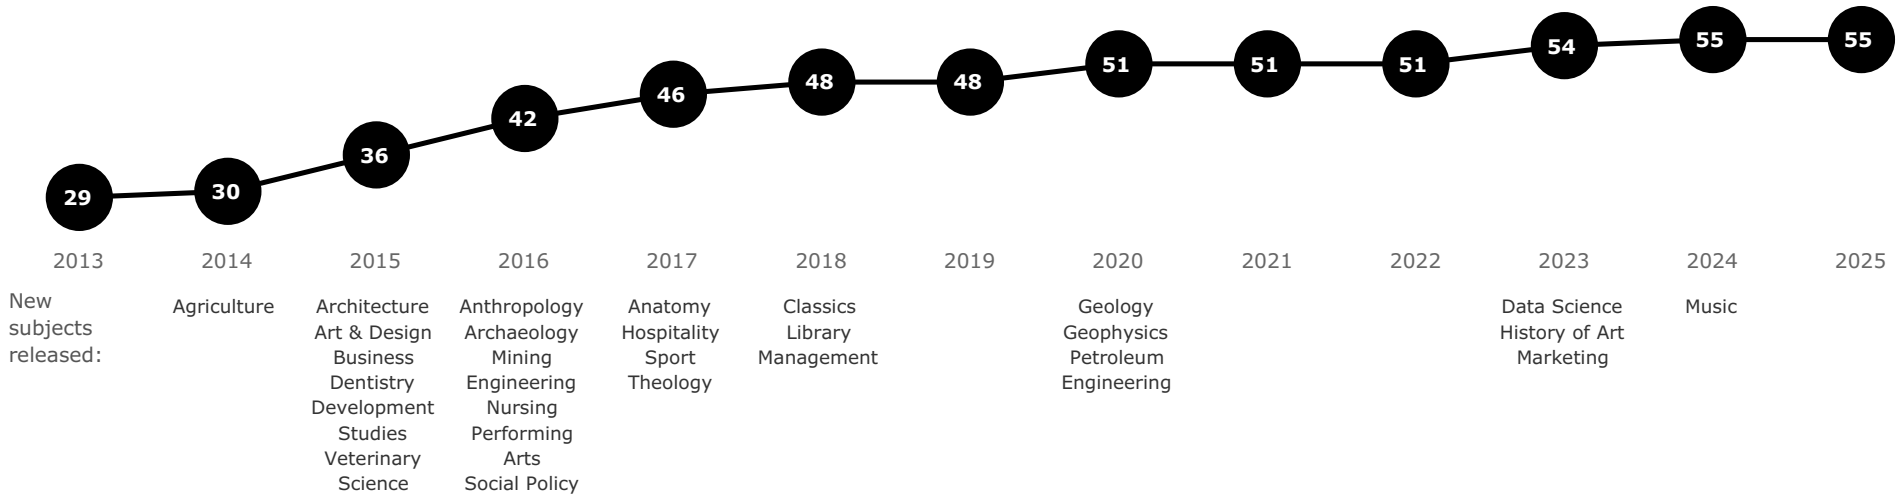 29
30
36
42
46
48
48
51
51
51
54
55
55
2013
2014
2015
2016
2017
2018
2019
2020
2021
2022
2023
2024
2025
New
subjects
released:
Agriculture
Architecture
Art & Design
Business
Dentistry
Development
Studies
Veterinary
Science
Anthropology
Archaeology
Mining
Engineering
Nursing
Performing
Arts
Social Policy
Anatomy
Hospitality
Sport
Theology
Classics
Library
Management
Geology
Geophysics
Petroleum
Engineering
Data Science
History of Art
Marketing
Music